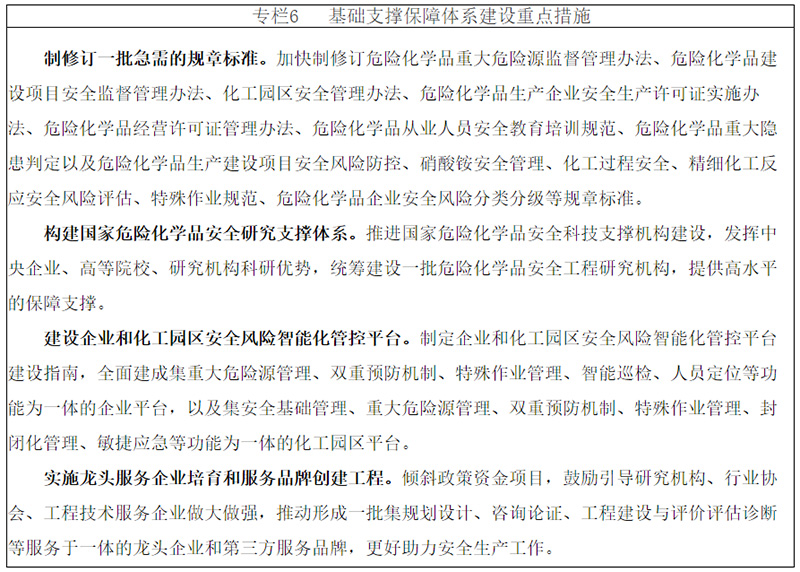 专栏6 基础支撑保障体系建设重点措施
制修订一批急需的规章标准。加快制修订危险化学品重大危险源监督管理办法、危险化学品建
设项目安全监督管理办法、化工园区安全管理办法、危险化学品生产企业安全生产许可证实施办
法、危险化学品经营许可证管理办法、危险化学品从业人员安全教育培训规范、危险化学品重大隐
患判定以及危险化学品生产建设项目安全风险防控、硝酸铵安全管理、化工过程安全、精细化工反
应安全风险评估、特殊作业规范、危险化学品企业安全风险分类分级等规章标准。
构建国家危险化学品安全研究支撑体系。推进国家危险化学品安全科技支撑机构建设，发挥中
央企业、高等院校、研究机构科研优势，统筹建设一批危险化学品安全工程研究机构，提供高水平
的保障支撑。
建设企业和化工园区安全风险智能化管控平台。制定企业和化工园区安全风险智能化管控平台
建设指南，全面建成集重大危险源管理、双重预防机制、特殊作业管理、智能巡检、人员定位等功
能为一体的企业平台，以及集安全基础管理、重大危险源管理、双重预防机制、特殊作业管理、封
闭化管理、敏捷应急等功能为一体的化工园区平台。
实施龙头服务企业培育和服务品牌创建工程。倾斜政策资金项目，鼓励引导研究机构、行业协
会、工程技术服务企业做大做强，推动形成一批集规划设计、咨询论证、工程建设与评价评估诊断
等服务于一体的龙头企业和第三方服务品牌，更好助力安全生产工作。